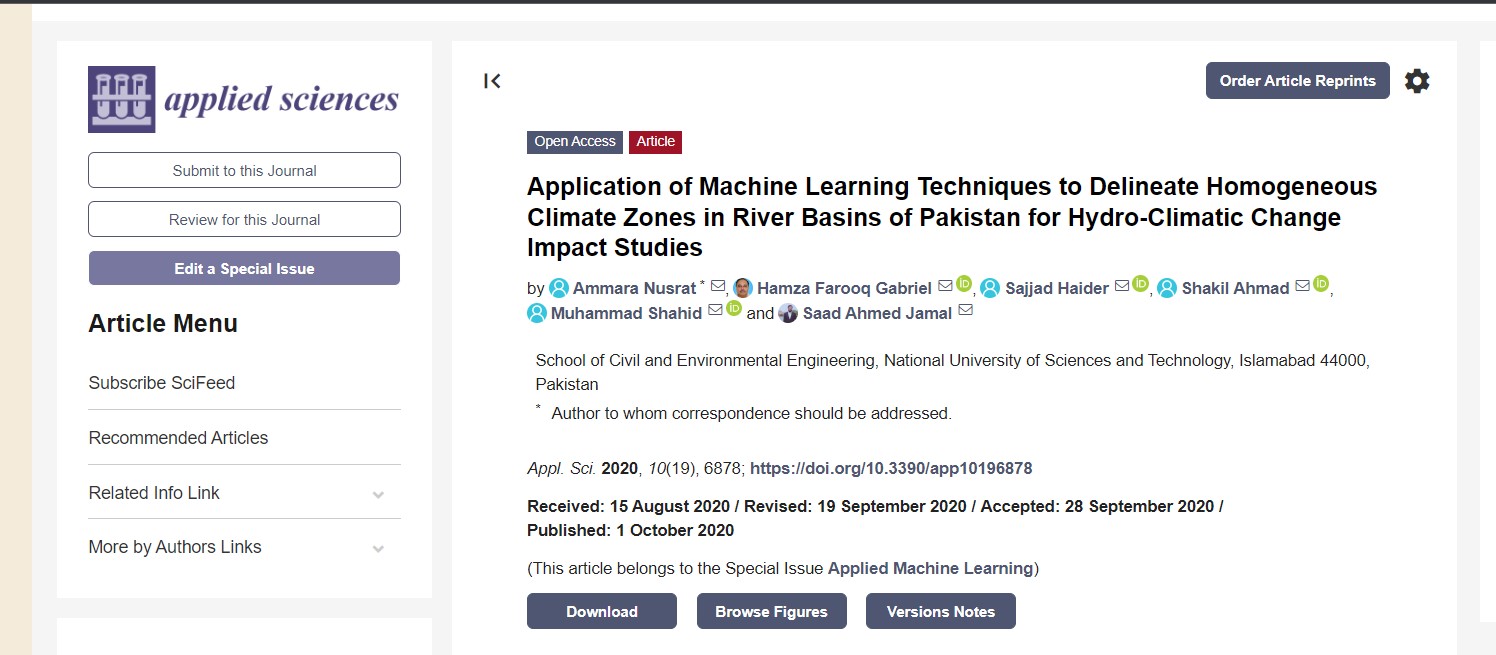 applied sciences
Submit to this Journal
Review for this Journal
Edit a Special Issue
Article Menu
Subscribe SciFeed
Recommended Articles
Related Info Link
More by Authors Links
Order Article Reprints
Open Access Article
Application of Machine Learning Techniques to Delineate Homogeneous
Climate Zones in River Basins of Pakistan for Hydro-Climatic Change
Impact Studies
by Ammara Nusrat *, Hamza Farooq Gabriel iD, Sajjad Haider iD, Shakil Ahmad iD,
Muhammad Shahid iD and Saad Ahmed Jamal
School of Civil and Environmental Engineering, National University of Sciences and Technology, Islamabad 44000,
Pakistan
* Author to whom correspondence should be addressed.
Appl. Sci. 2020, 10(19), 6878; https://doi.org/10.3390/app10196878
Received: 15 August 2020 / Revised: 19 September 2020 / Accepted: 28 September 2020 /
Published: 1 October 2020
(This article belongs to the Special Issue Applied Machine Learning)
Download Browse Figures Versions Notes